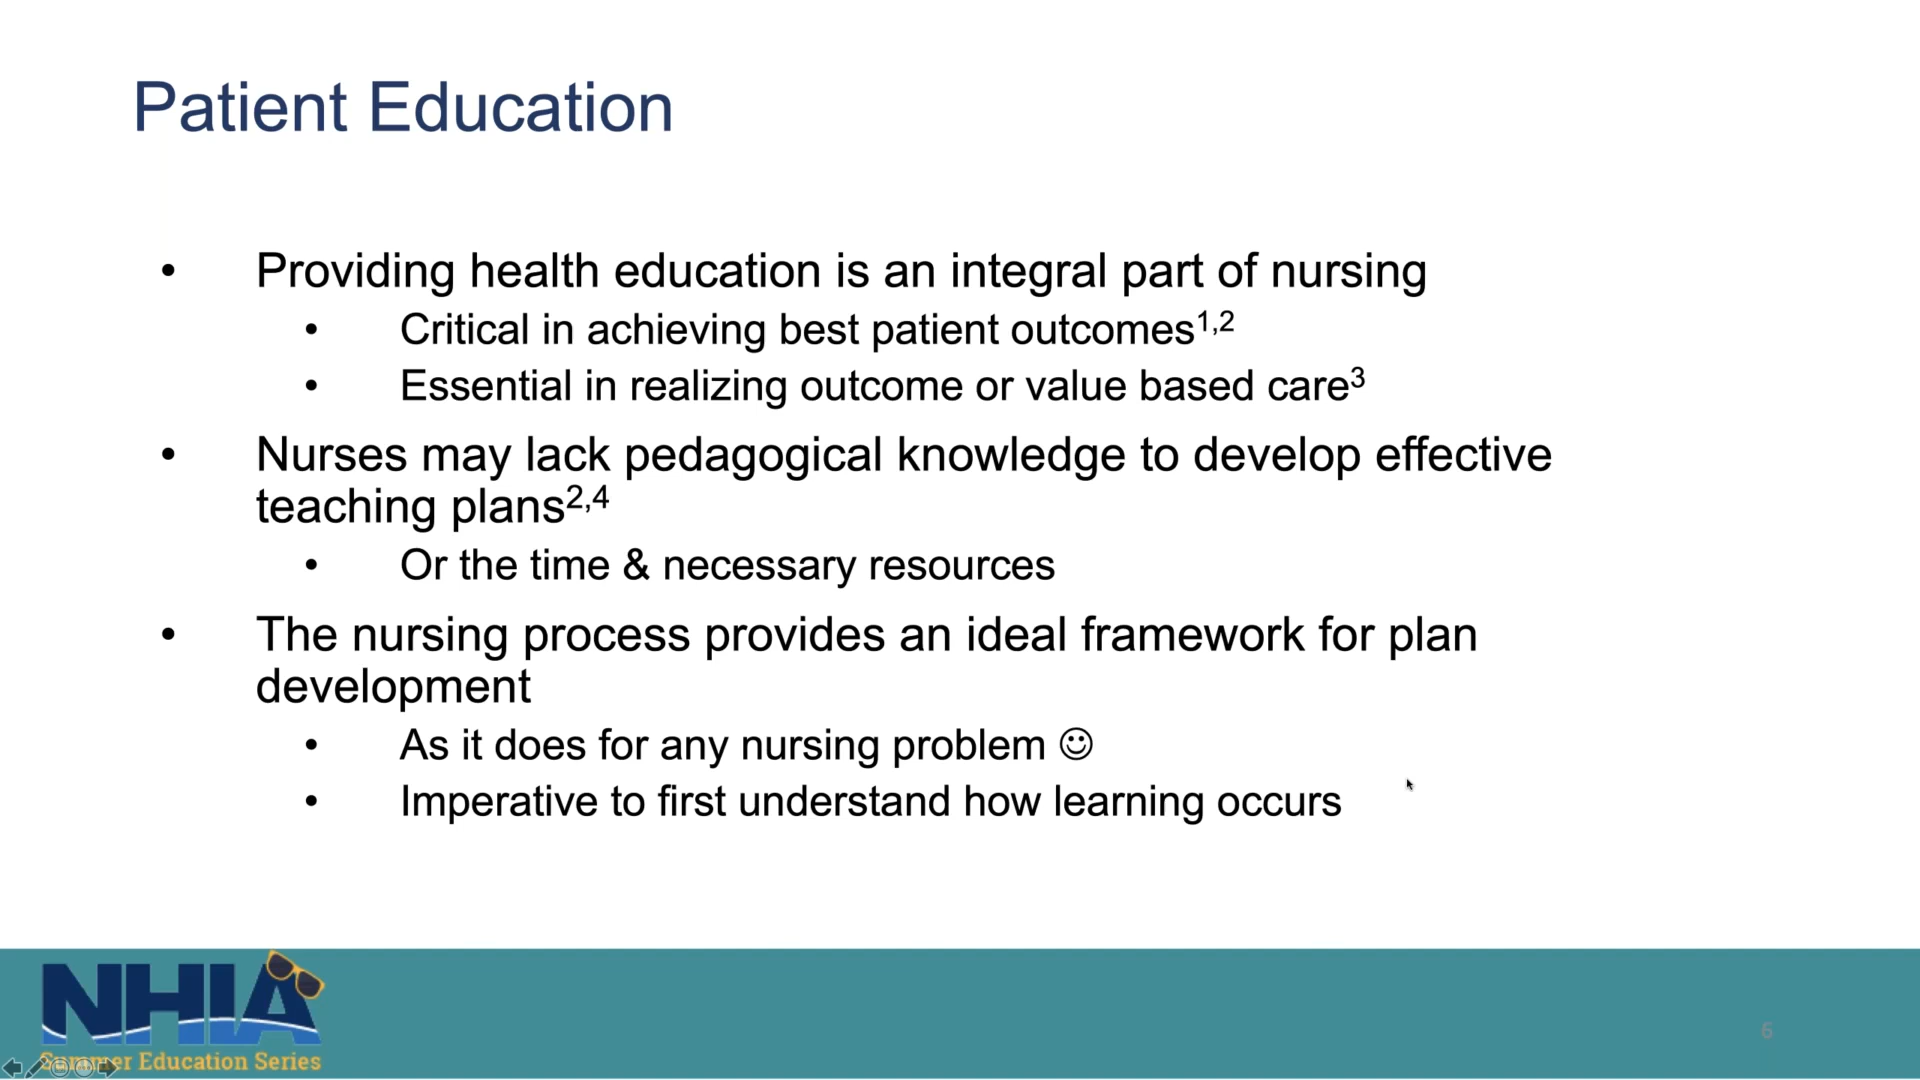 Patient Education
• Providing health education is an integral part of nursing
• Critical in achieving best patient outcomes1,2
• Essential in realizing outcome or value based care3
• Nurses may lack pedagogical knowledge to develop effective
teaching plans2,4
• Or the time & necessary resources
• The nursing process provides an ideal framework for plan
development
• As it does for any nursing problem ☺
• Imperative to first understand how learning occurs
NHIA
Summer Education Series